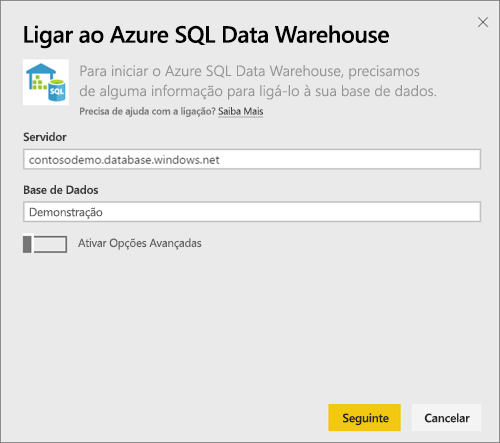 Ligar ao Azure SQL Data Warehouse
SQL
Para iniciar o Azure SQL Data Warehouse, precisamos
de alguma informação para ligá-lo à sua base de dados.
Precisa de ajuda com a ligação? Saiba Mais
Servidor
contosodemo.database.windows.net
Base de Dados
Demonstração
Ativar Opções Avançadas
Seguinte Cancelar